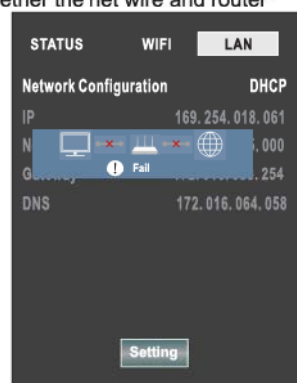 ether the net wire and router
STATUS WIFI LAN
Network Configuration DHCP
IP 169. 254. 018. 061
Fail
. 254
DNS 172. 016. 064. 058
Setting